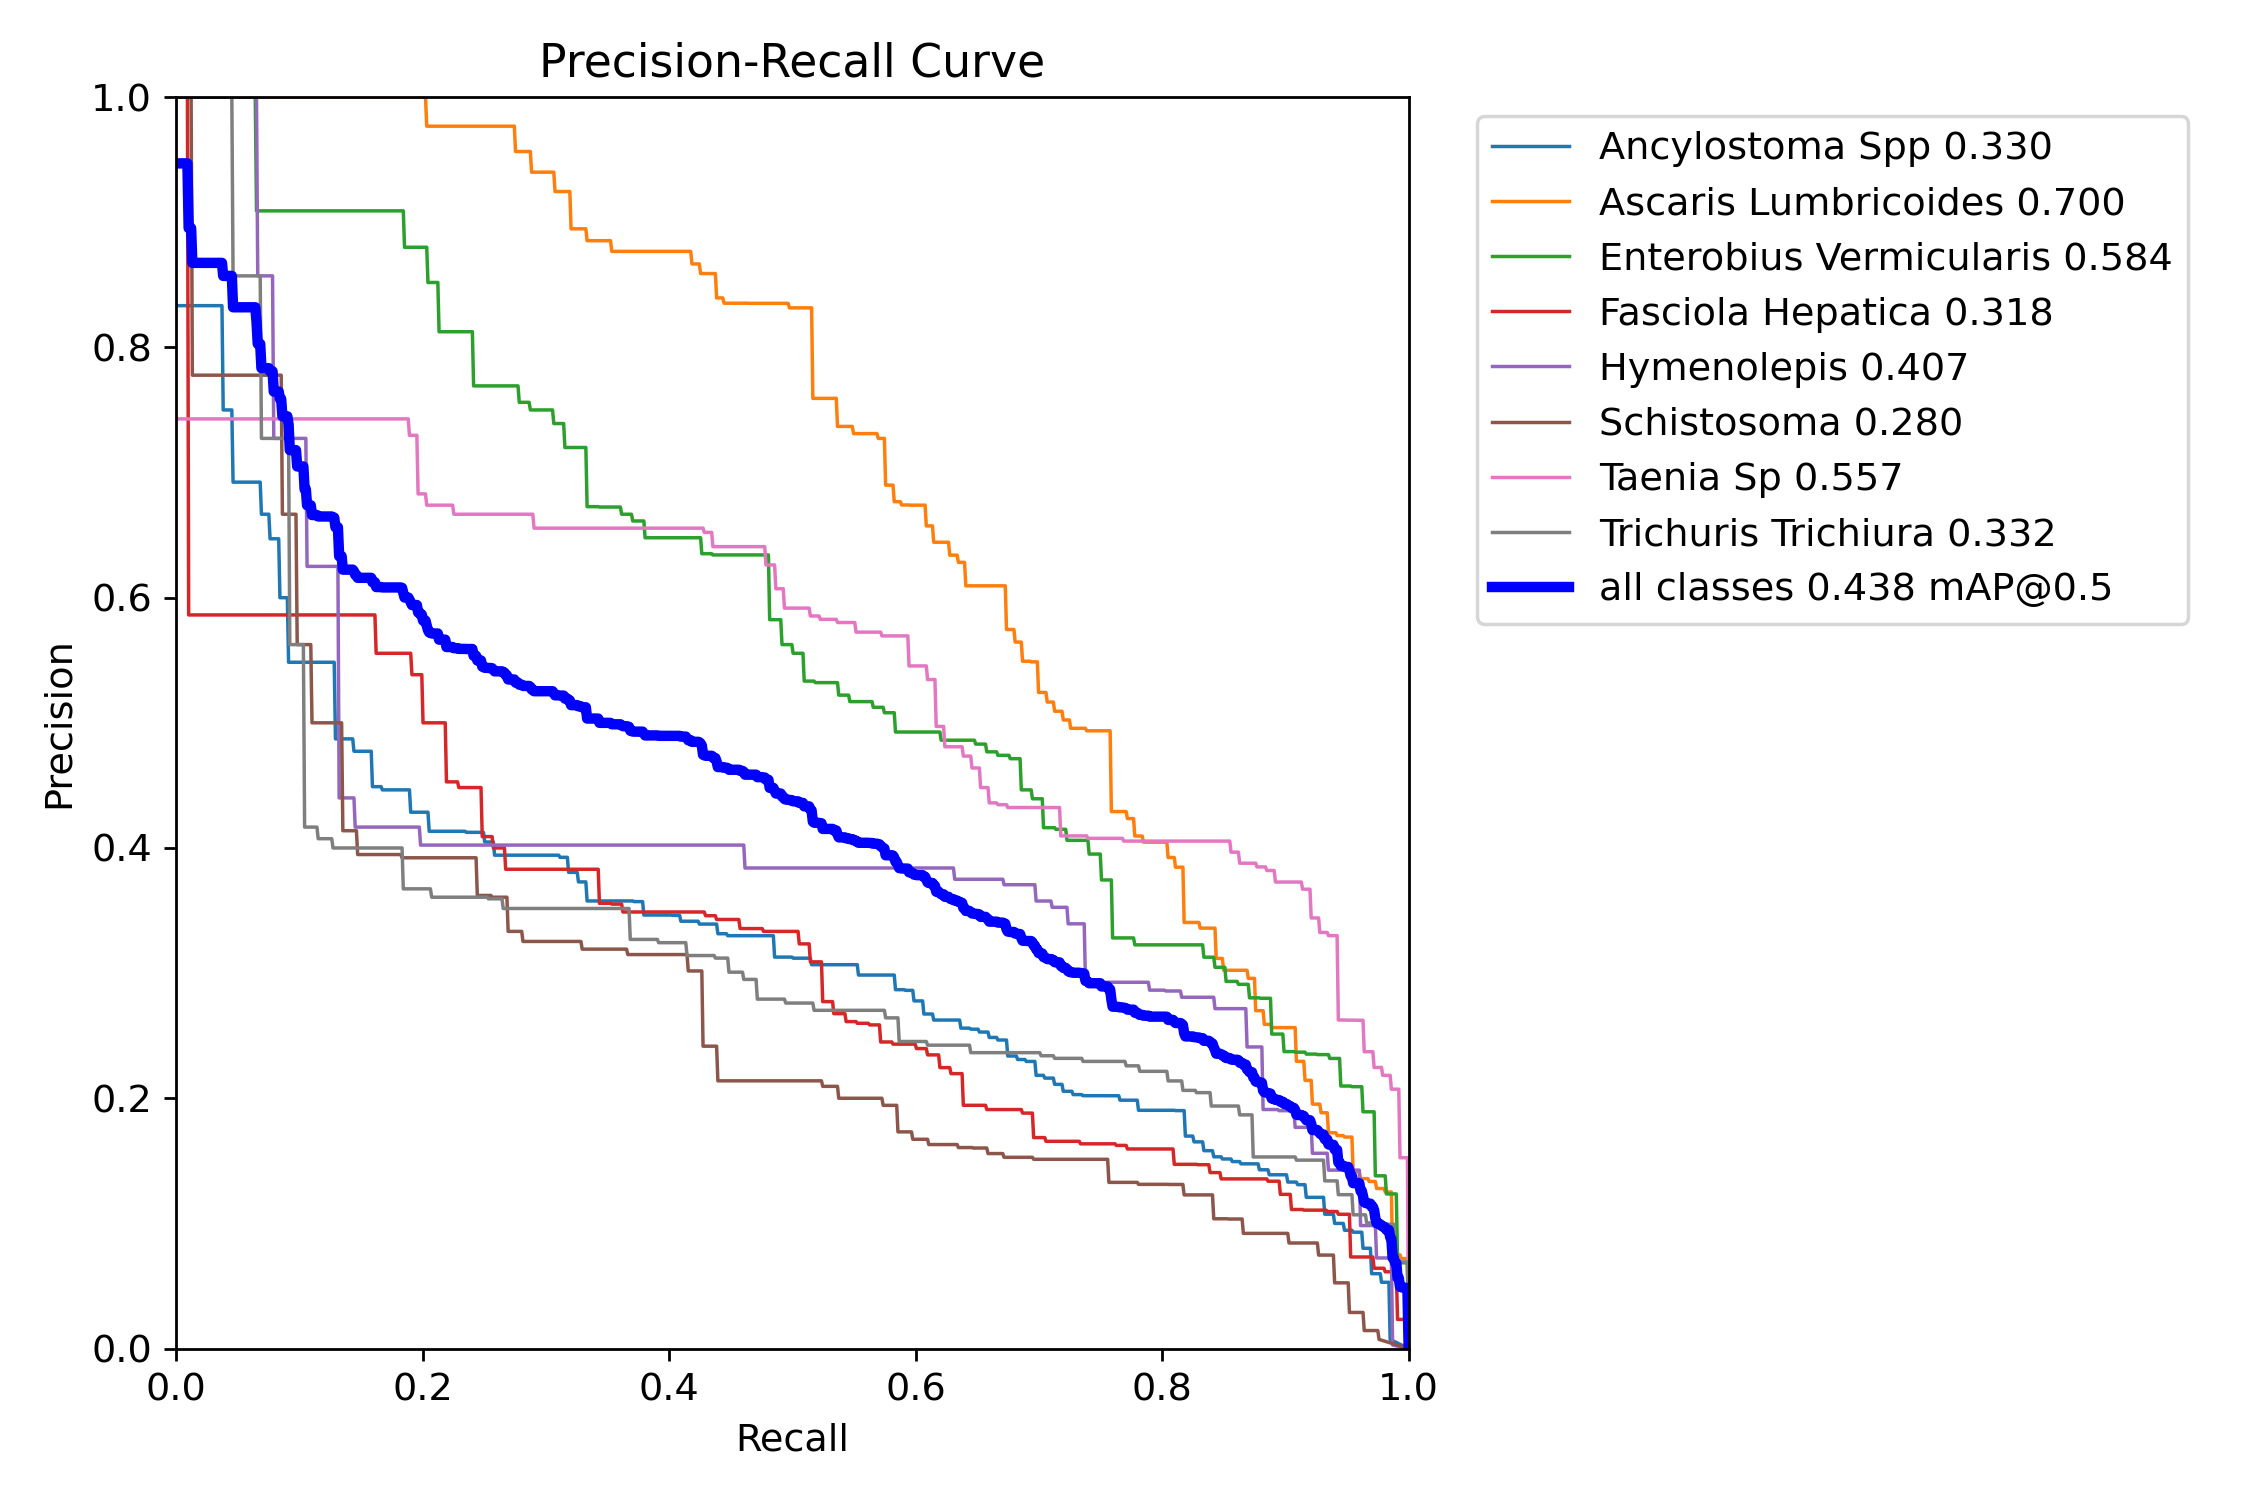 Precision-Recall Curve
1.0
0.8
0.6
0.4
0.2
0.0
Precision
0.0 0.2 0.4 0.6 0.8 1.0
Recall
Ancylostoma Spp 0.330
Ascaris Lumbricoides 0.700
Enterobius Vermicularis 0.584
Fasciola Hepatica 0.318
Hymenolepis 0.407
Schistosoma 0.280
Taenia Sp 0.557
Trichuris Trichiura 0.332
all classes 0.438 mAP@0.5